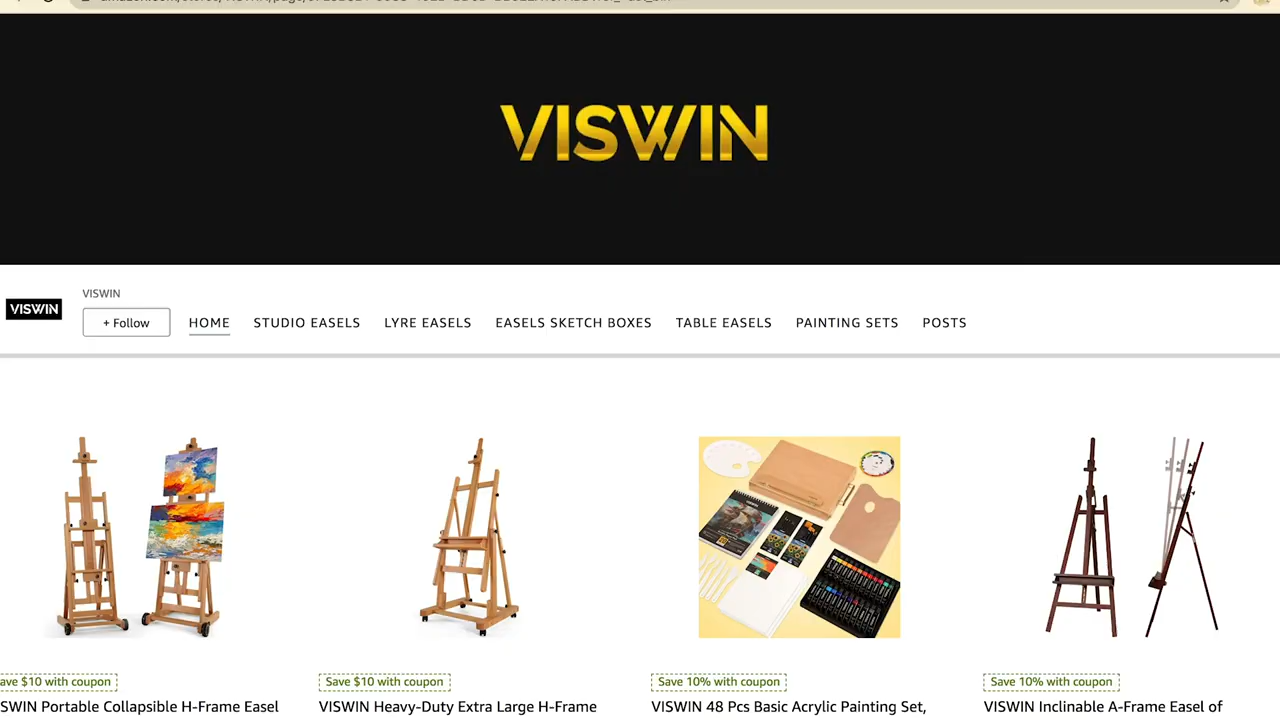 VISWIN
VISWIN
VISWIN
+ Follow
HOME
STUDIO EASELS
LYRE EASELS
EASELS SKETCH BOXES
TABLE EASELS
PAINTING SETS
POSTS
ave $10 with coupon
Save $10 with coupon
Save 10% with coupon
Save 10% with coupon
SWIN Portable Collapsible H-Frame Easel
VISWIN Heavy-Duty Extra Large H-Frame
VISWIN 48 Pcs Basic Acrylic Painting Set,
VISWIN Inclinable A-Frame Easel of